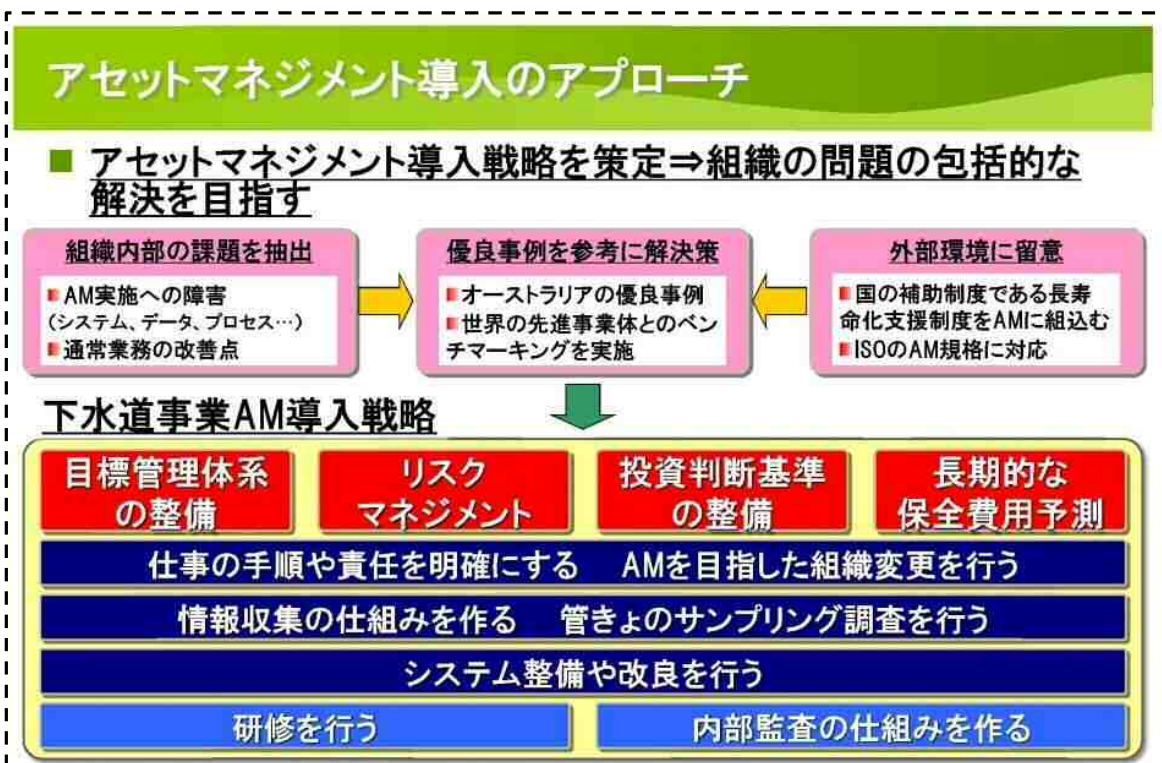 アセットマネジメント導入のアプローチ
アセットマネジメント導入戦略を策定⇒組織の問題の包括的な
解決を目指す
組織内部の課題を抽出
AM実施への障害
(システム、データ、プロセス…)
通常業務の改善点
優良事例を参考に解決策
オーストラリアの優良事例
世界の先進事業体とのベン
チマーキングを実施
外部環境に留意
国の補助制度である長寿
命化支援制度をAMに組込む
ISOのAM規格に対応
下水道事業AM導入戦略
目標管理体系
の整備
リスク
マネジメント
投資判断基準
の整備
長期的な
保全費用予測
仕事の手順や責任を明確にする AMを目指した組織変更を行う
情報収集の仕組みを作る 管きょのサンプリング調査を行う
システム整備や改良を行う
研修を行う
内部監査の仕組みを作る